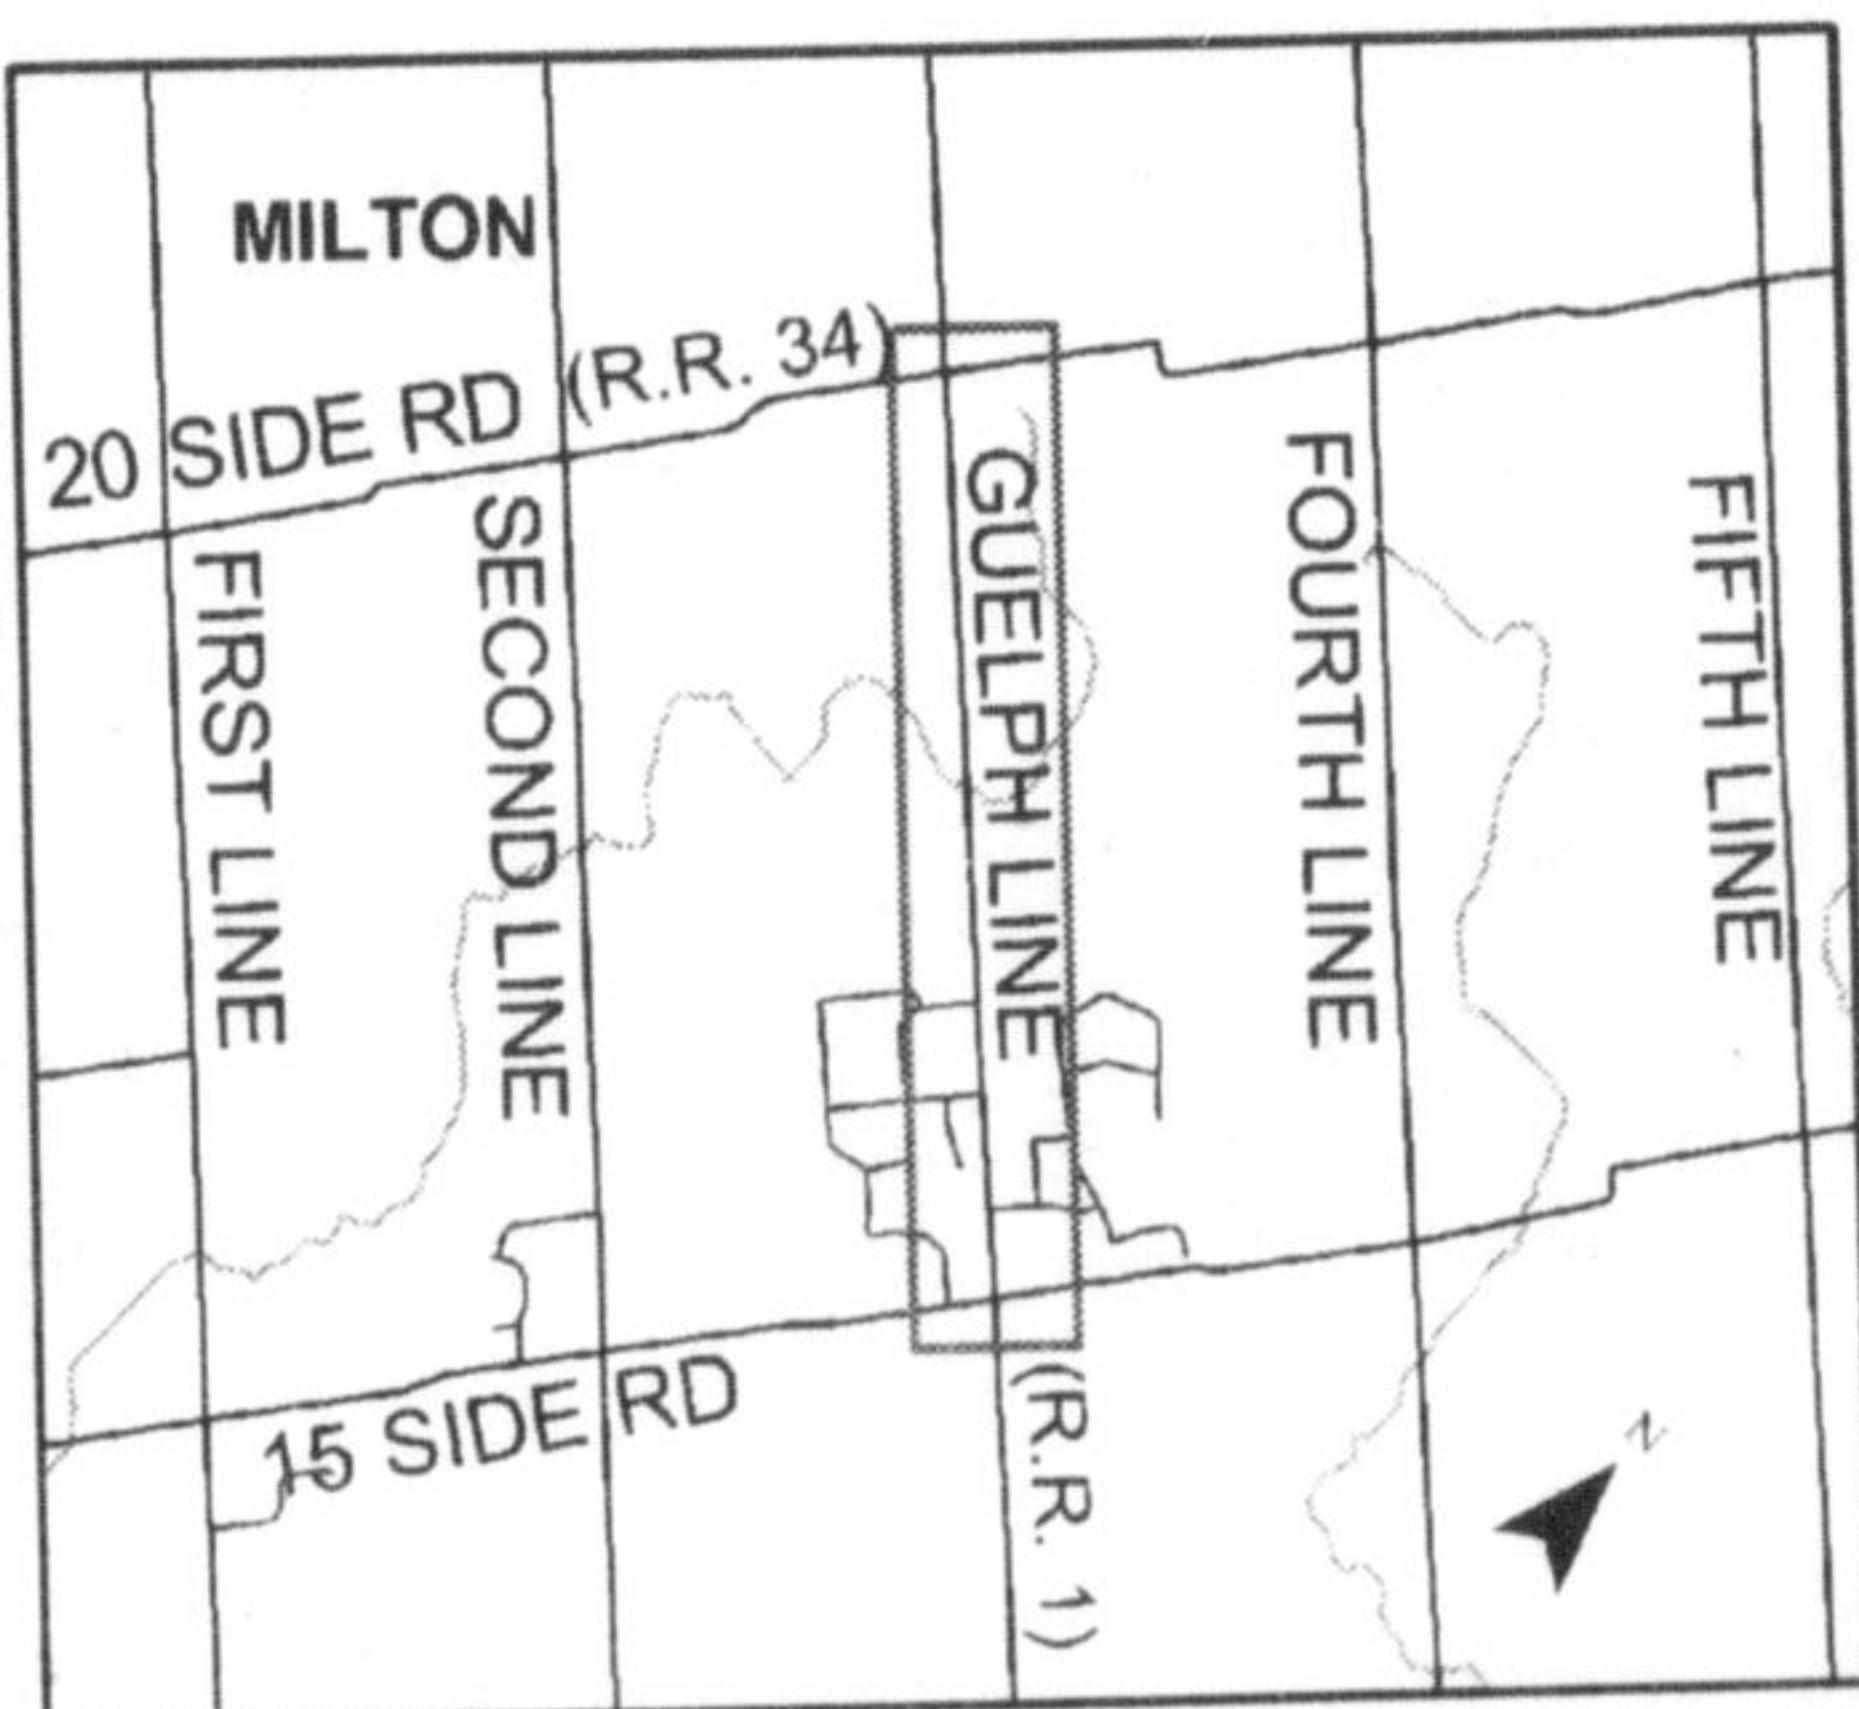 MILTON
20 SIDE RD (R.R. 34)
FIRST LINE
SECOND LINE
GUELPH LINE
(R.R. 1)
FOURTH LINE
FIFTH LINE
15 SIDE RD
N